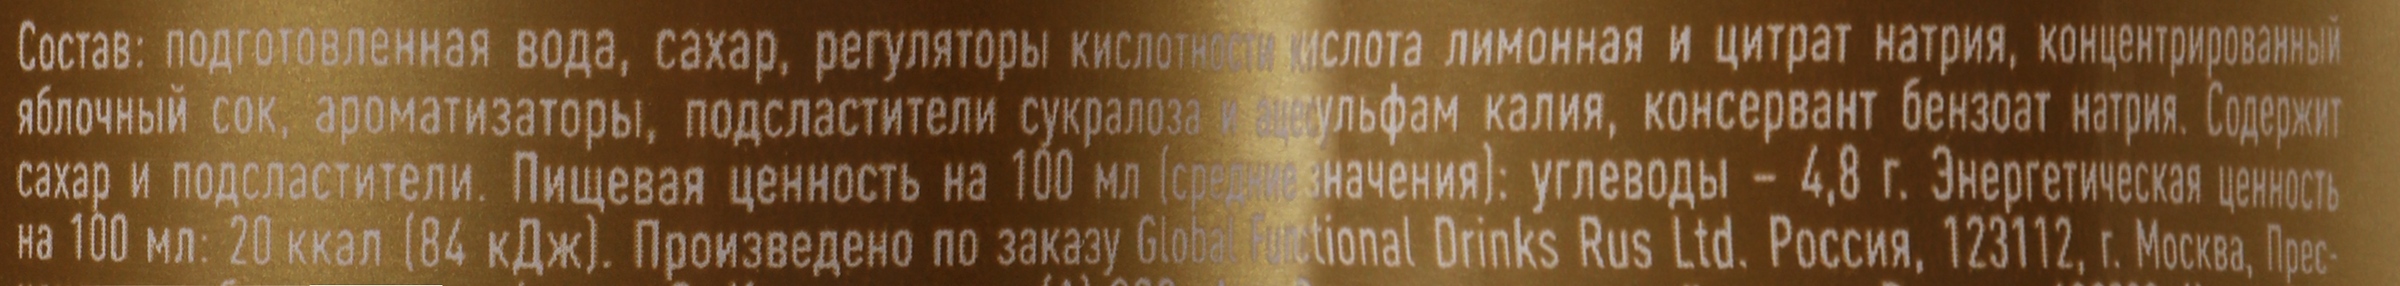 Состав: подготовленная вода, сахар, регуляторы кислотности кислота лимонная и цитрат натрия, концентрированный
яблочный сок, ароматизаторы, подсластители сукралоза и ацесульфам калия, консервант бензоат натрия. Содержит
сахар и подсластители. Пищевая ценность на 100 мл (средние значения): углеводы – 4,8 г. Энергетическая ценность
на 100 мл: 20 ккал (84 кДж). Произведено по заказу Global Functional Drinks Rus Ltd. Россия, 123112, г. Москва, Прес-